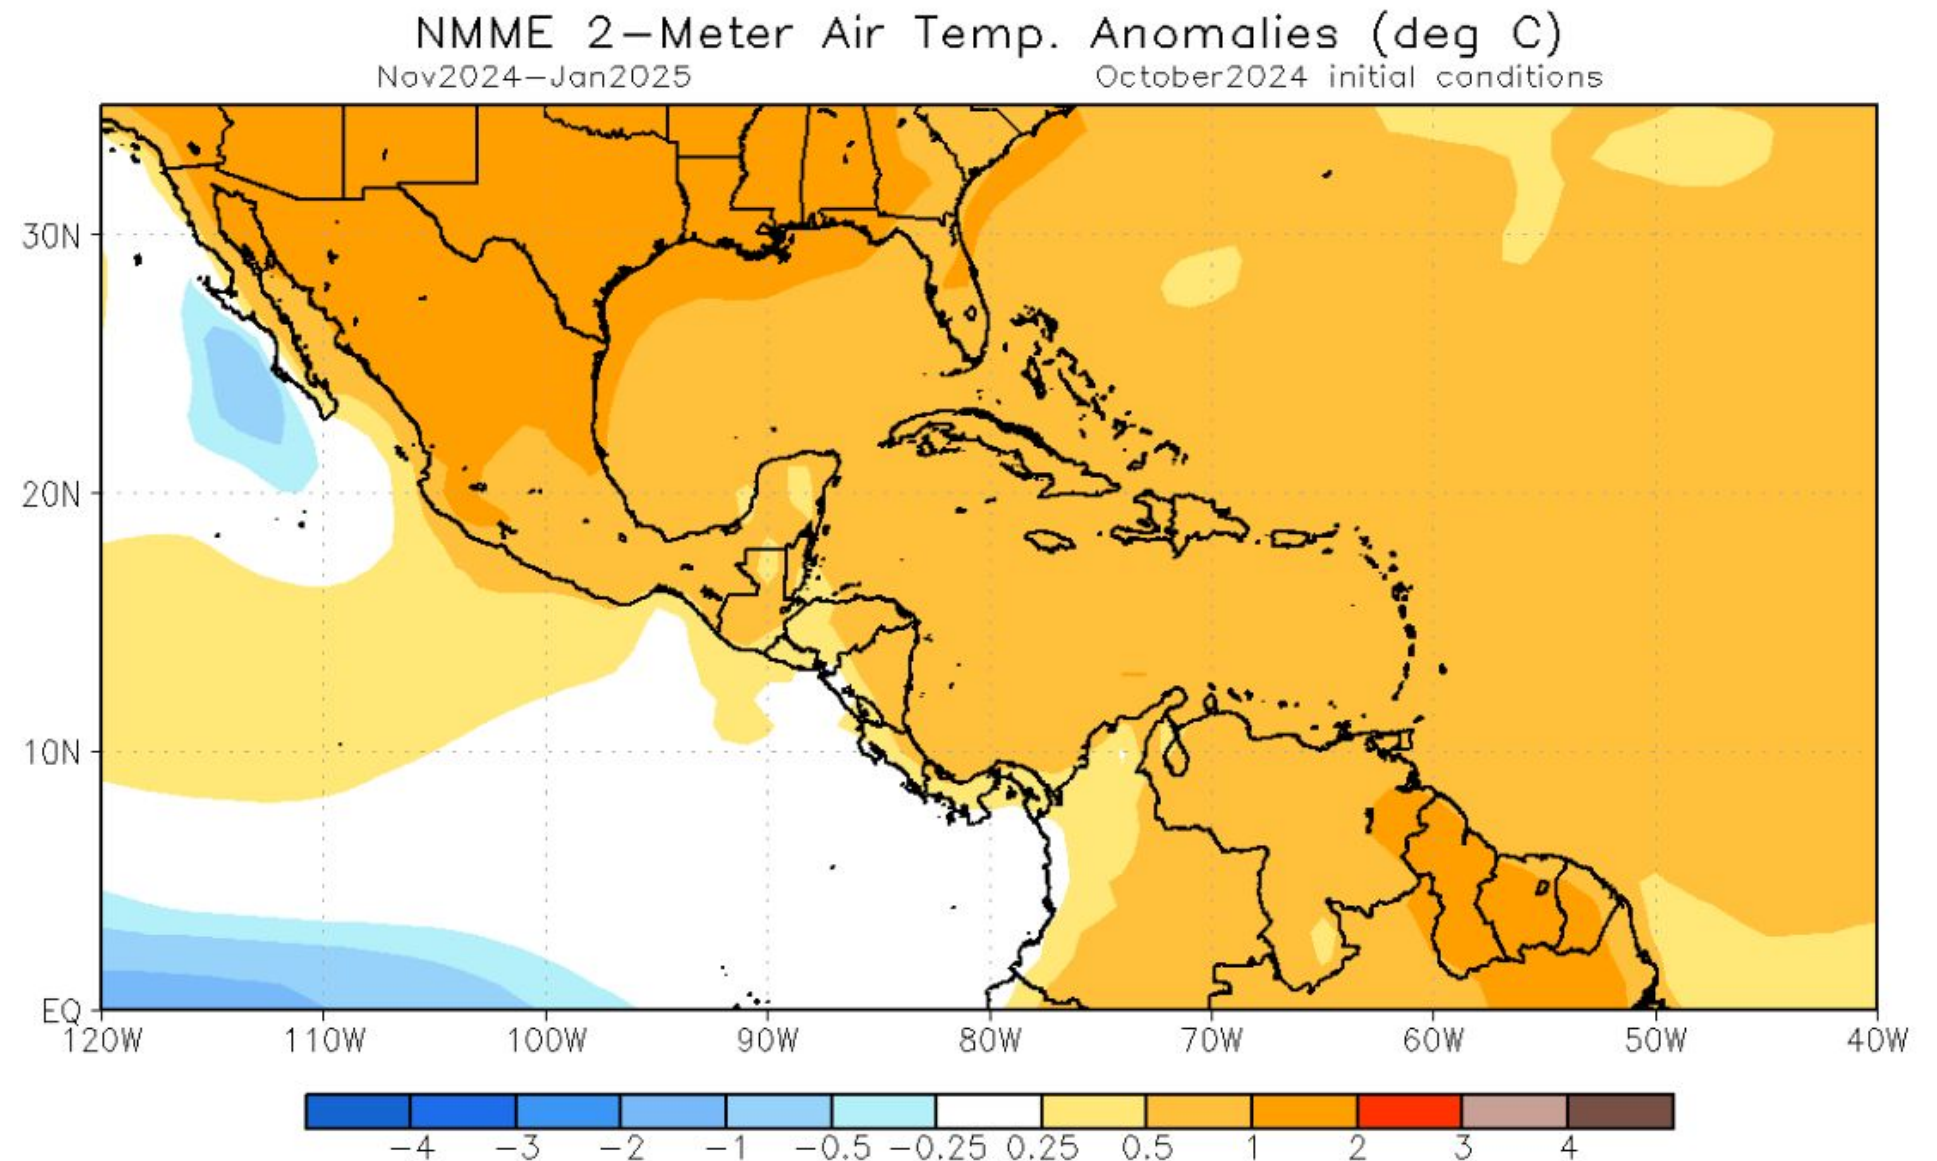 NMME 2-Meter Air Temp. Anomalies (deg C)
Nov2024-Jan2025 October2024 initial conditions
30N
20N
10N
EQ
120W 110W 100W 90W 80W 70W 60W 50W 40W
-4 -3 -2 -1 -0.5 -0.25 0.25 0.5 1 2 3 4